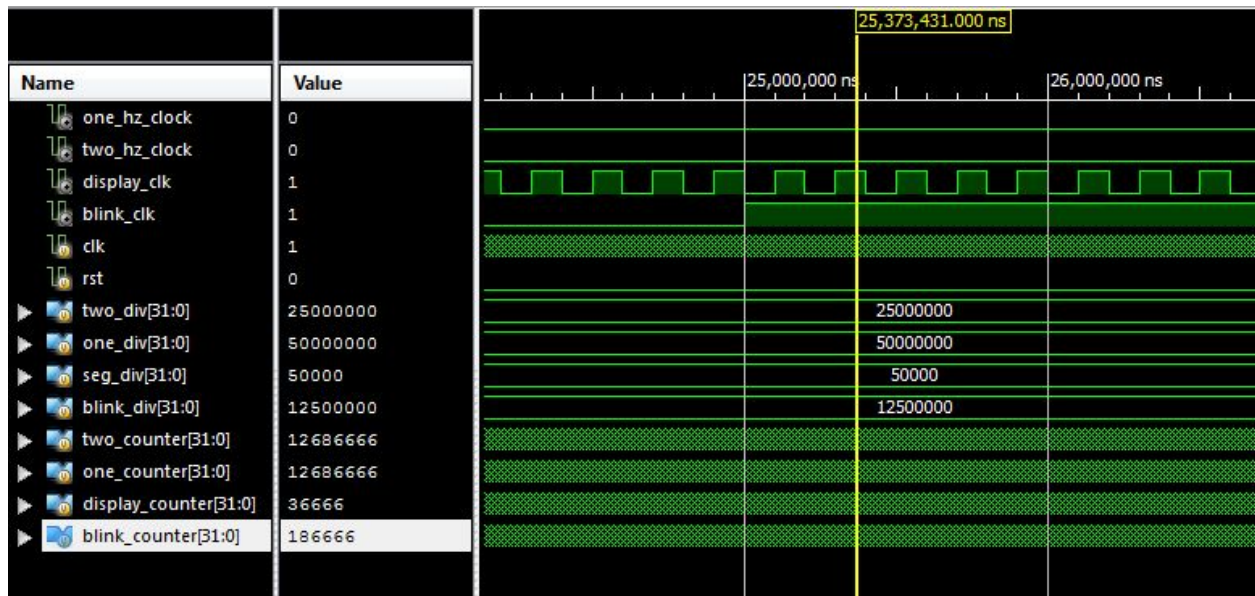 25,373,431.000 ns
Name Value 25,000,000 ns 26,000,000 ns
one_hz_clock 0
two_hz_clock 0
display_clk 1
blink_clk 1
clk 1
rst 0
two_div[31:0] 25000000 25000000
one_div[31:0] 50000000 50000000
seg_div[31:0] 50000 50000
blink_div[31:0] 12500000 12500000
two_counter[31:0] 12686666
one_counter[31:0] 12686666
display_counter[31:0] 36666
blink_counter[31:0] 186666